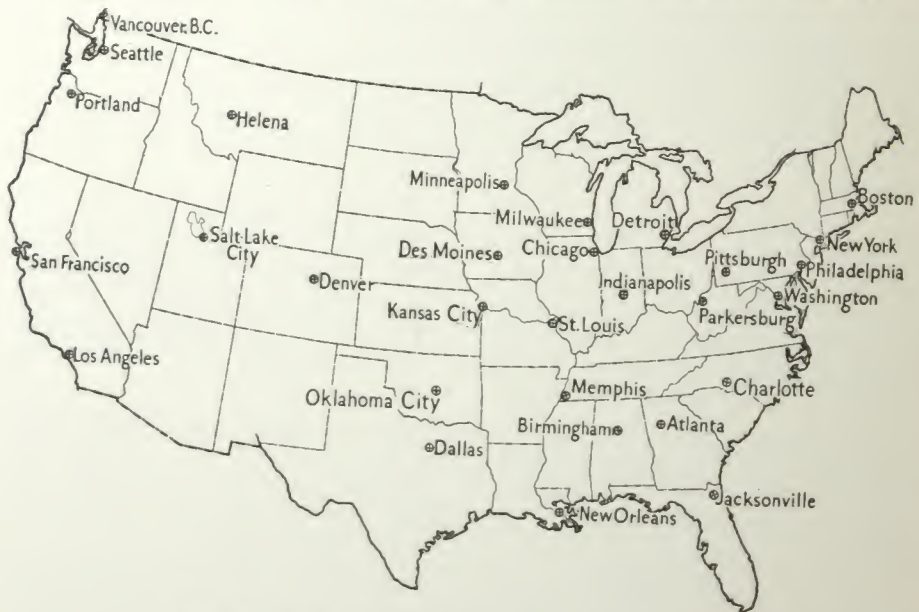 Vancouver, B.C.
Seattle
Portland
Helena
Minneapolis
Milwaukee
Detroit
Boston
Salt Lake
City
Des Moines
Chicago
New York
San Francisco
Pittsburgh
Philadelphia
Denver
Indianapolis
Washington
Kansas City
Parkersburg
St. Louis
Los Angeles
Oklahoma City
Memphis
Charlotte
Birmingham
Atlanta
Dallas
Jacksonville
New Orleans